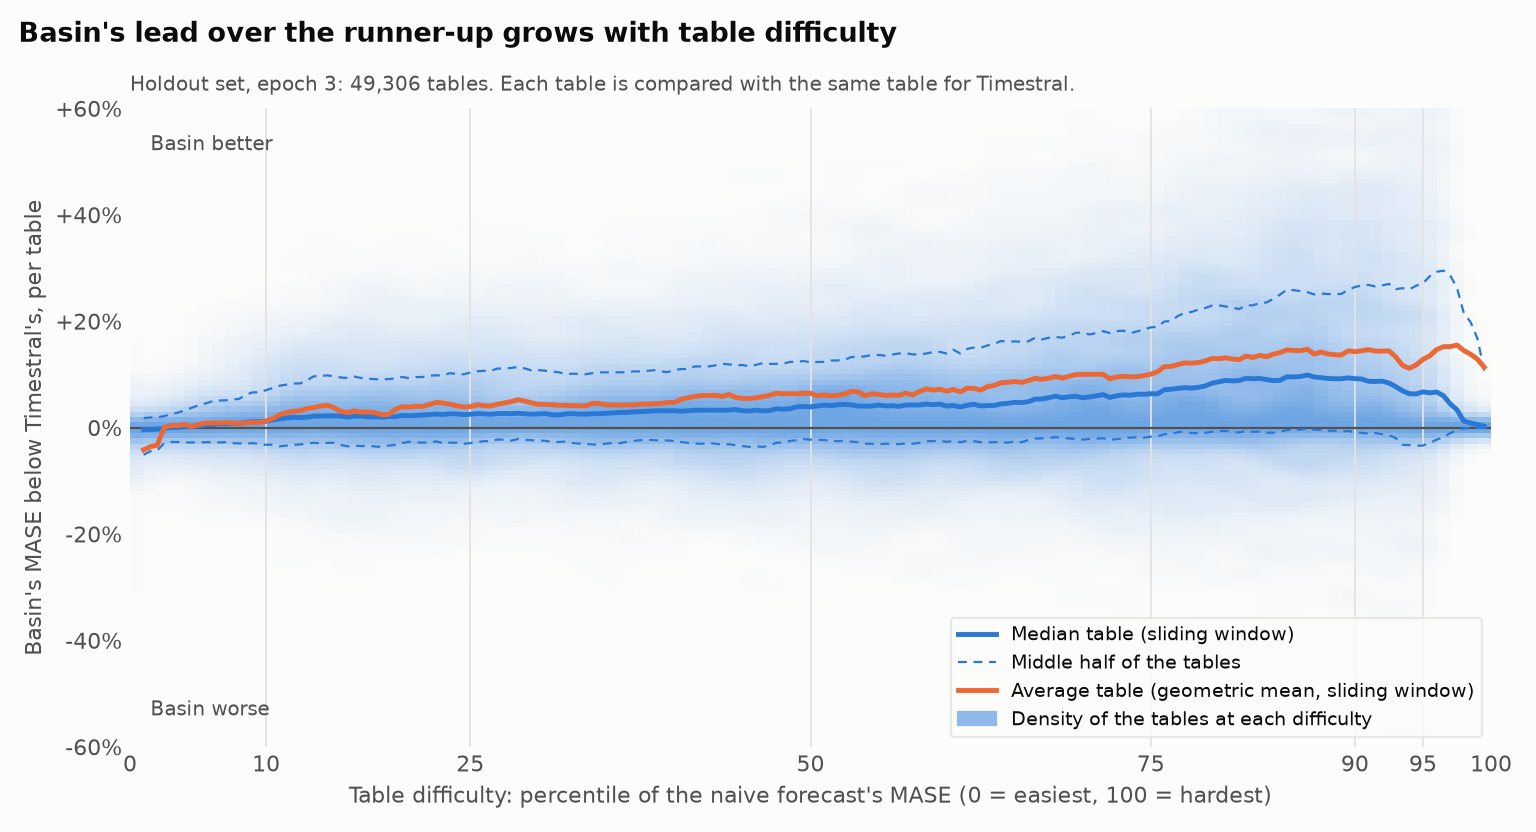 Basin's lead over the runner-up grows with table difficulty
Holdout set, epoch 3: 49,306 tables. Each table is compared with the same table for Timestral.
Basin's MASE below Timestral's, per table
+60%
+40%
+20%
0%
-20%
-40%
-60%
Basin better
Basin worse
Median table (sliding window)
Middle half of the tables
Average table (geometric mean, sliding window)
Density of the tables at each difficulty
0
10
25
50
75
90
95
100
Table difficulty: percentile of the naive forecast's MASE (0 = easiest, 100 = hardest)